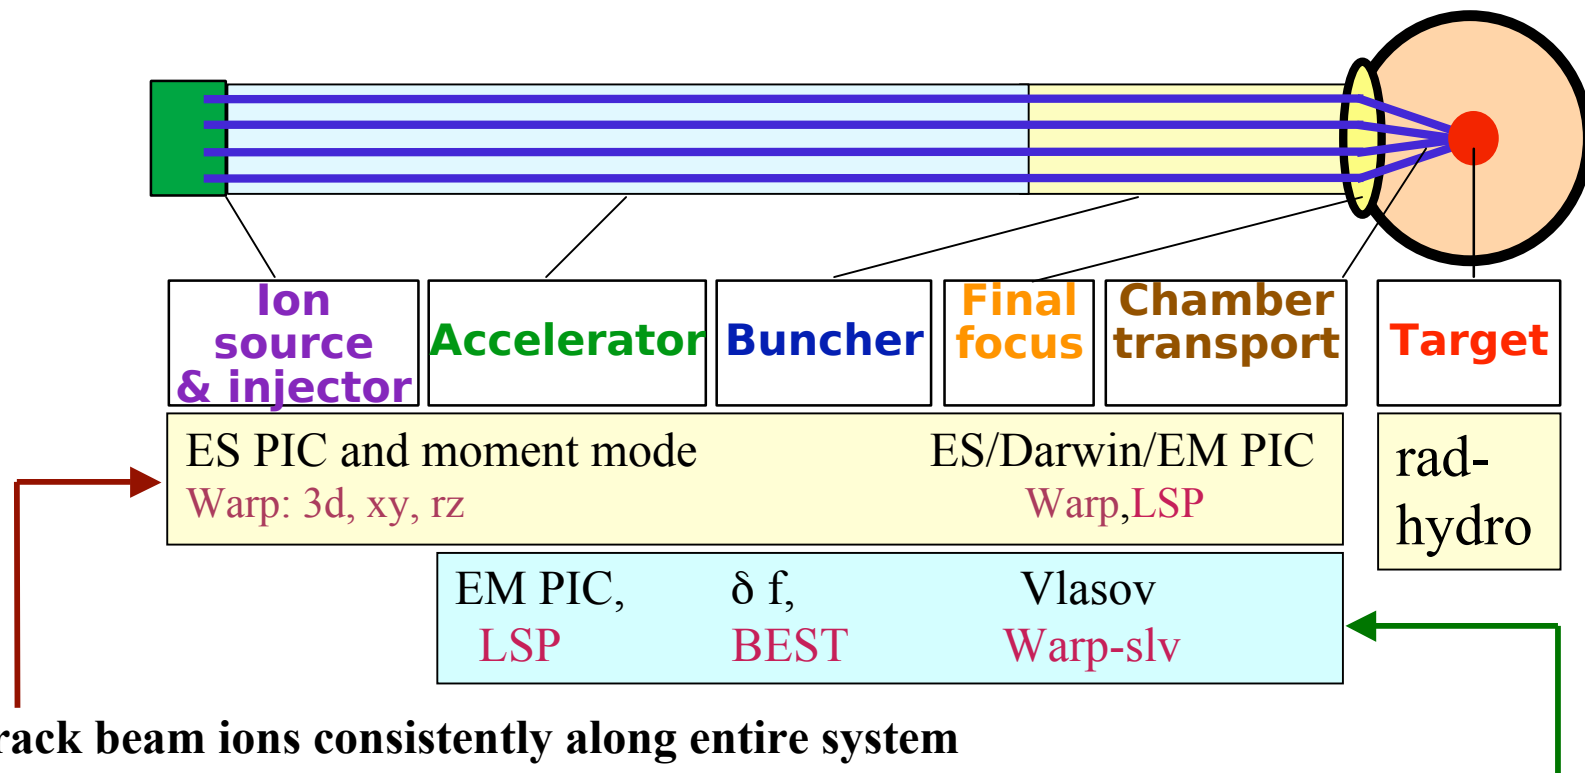 Ion
source
& injector
Accelerator
Buncher
Final
focus
Chamber
transport
Target
ES PIC and moment mode
Warp: 3d, xy, rz
ES/Darwin/EM PIC
Warp,LSP
rad-
hydro
EM PIC,
LSP
δ f,
BEST
Vlasov
Warp-slv
rack beam ions consistently along entire system